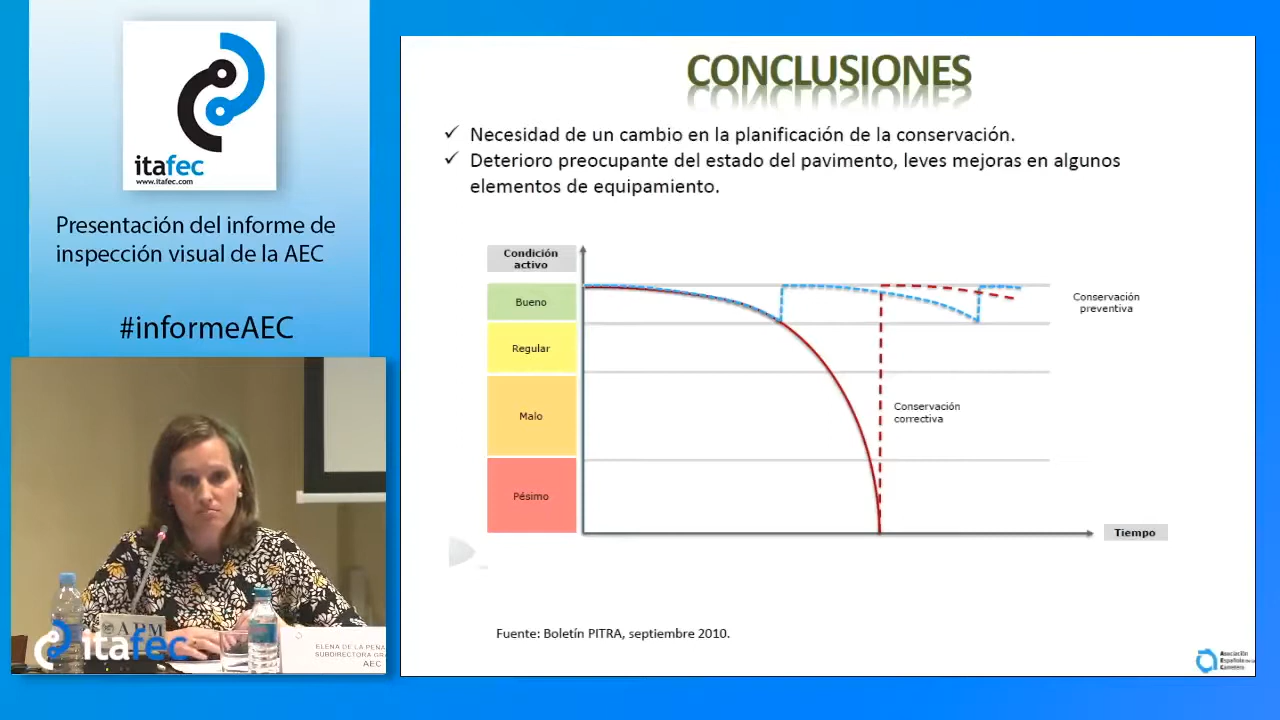 itafec
www.itafec.com
Presentación del informe de
inspección visual de la AEC
#informeAEC
CONCLUSIONES
✓ Necesidad de un cambio en la planificación de la conservación.
✓ Deterioro preocupante del estado del pavimento, leves mejoras en algunos
elementos de equipamiento.
Condición
activo
Bueno
Regular
Malo
Pésimo
Conservación
preventiva
Conservación
correctiva
Tiempo
Fuente: Boletín PITRA, septiembre 2010.
Asociación
Española de la
Carretera
APM
itafec
ELENA DE LA PEÑA
SUBDIRECTORA
AEC